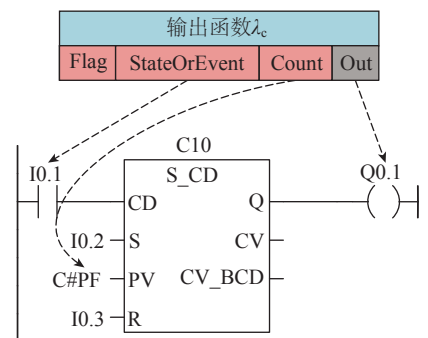 输出函数λc
Flag StateOrEvent Count Out
C10
I0.1 S_CD Q0.1
CD Q
I0.2 S CV
C#PF PV CV_BCD
I0.3 R